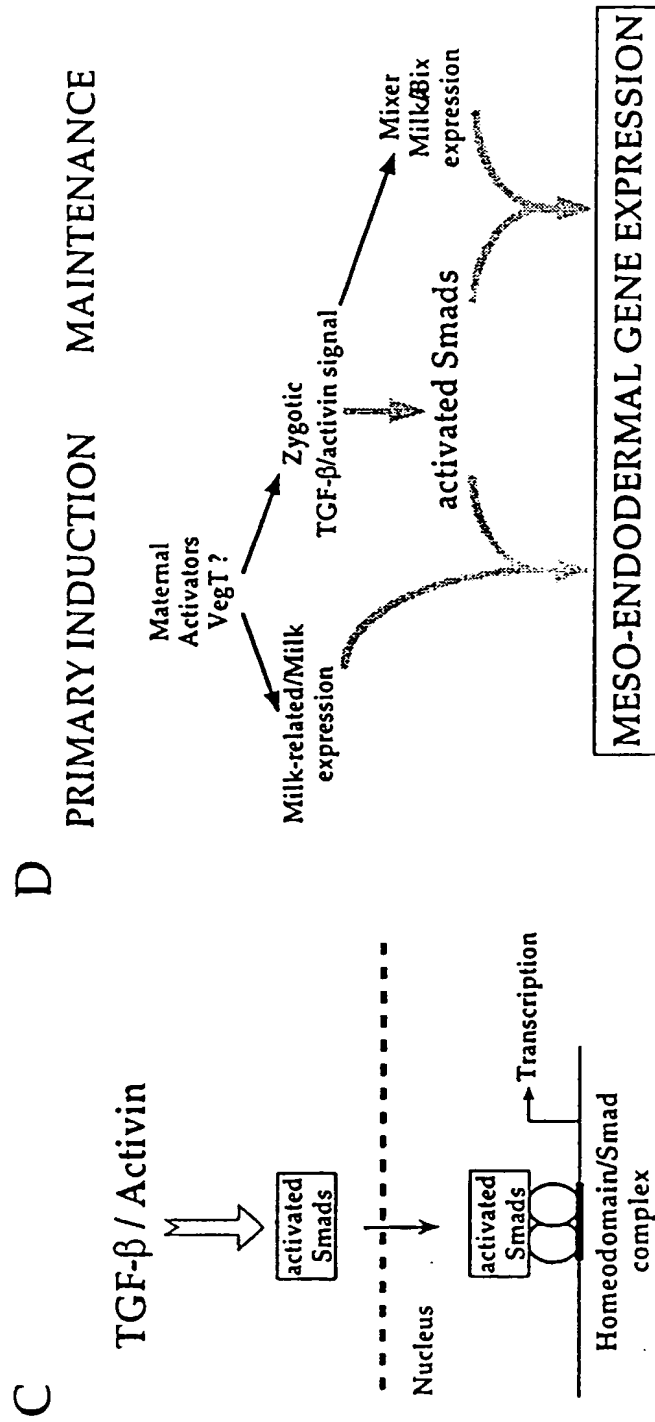 C
TGF-β / Activin
activated
Smads
Nucleus
activated
Smads
Transcription
Homeodomain/Smad
complex
D
PRIMARY INDUCTION
MAINTENANCE
Maternal
Activators
VegT ?
Milk-related/Milk
expression
Zygotic
TGF-β/activin signal
Mixer
Milk/Bix
expression
activated Smads
MESO-ENDODERMAL GENE EXPRESSION